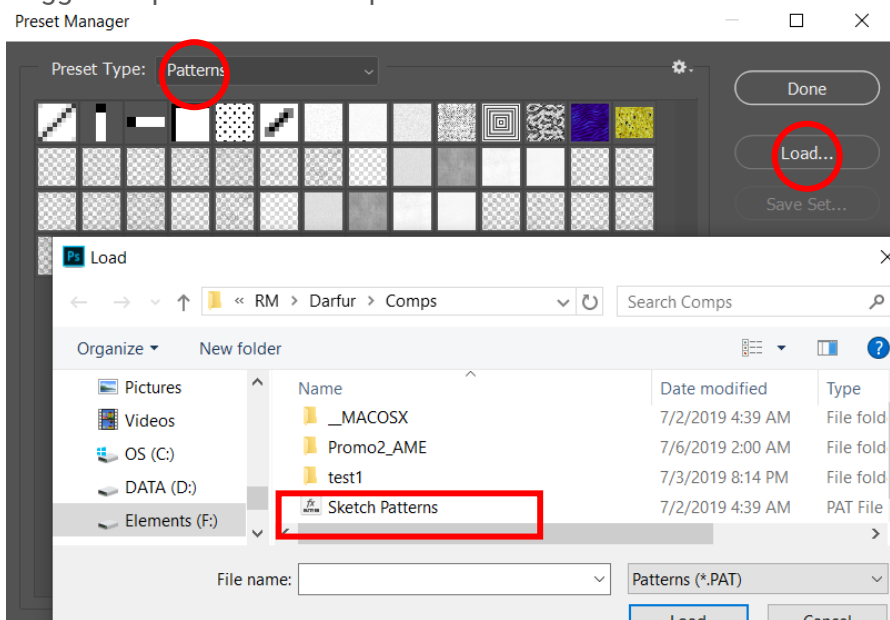 Preset Manager
Preset Type: Patterns
Done
Load...
Save Set...
Ps Load
« RM > Darfur > Comps
Search Comps
Organize
New folder
Name
Date modified
Type
Pictures
__MACOSX
7/2/2019 4:39 AM
File fold
Videos
Promo2_AME
7/6/2019 2:00 AM
File fold
OS (C:)
test1
7/3/2019 8:14 PM
File fold
DATA (D:)
Sketch Patterns
7/2/2019 4:39 AM
PAT File
Elements (F:)
File name:
Patterns (*.PAT)
Load
Cancel